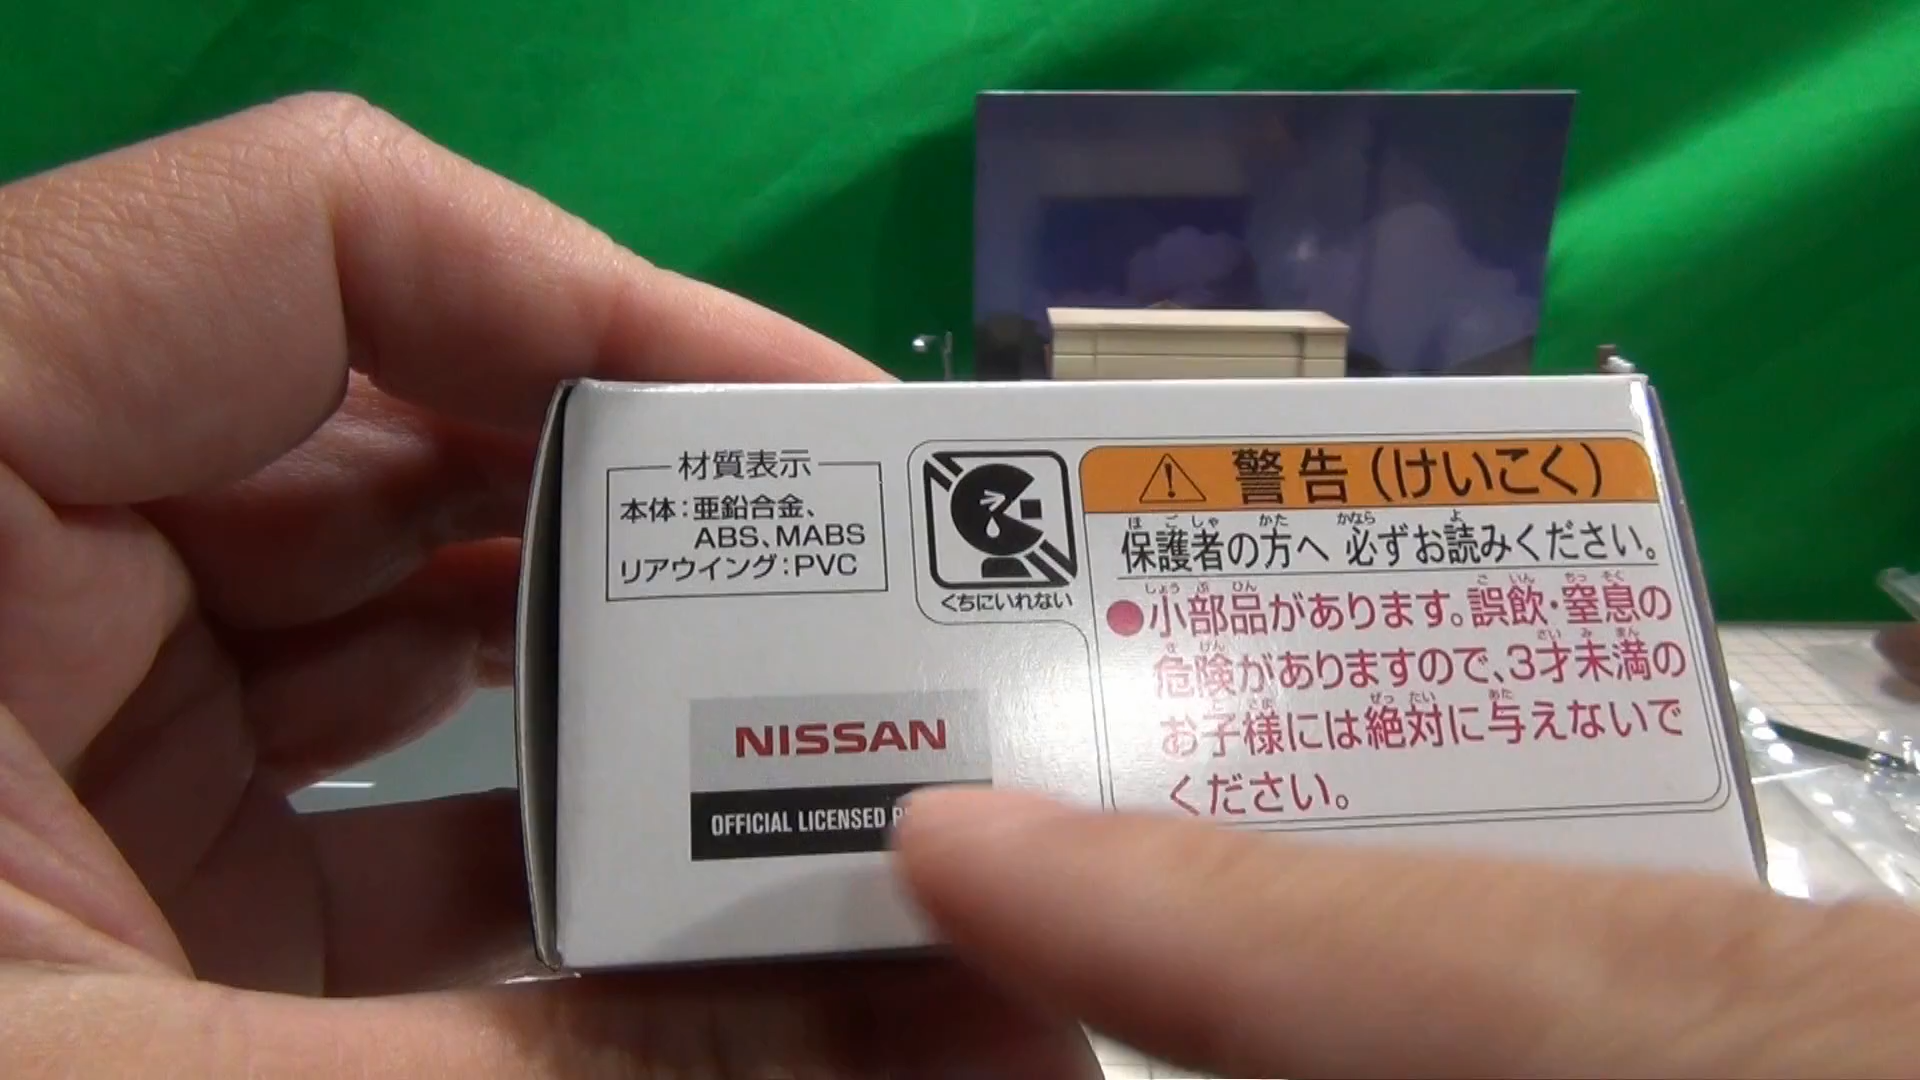 材質表示
本体：亜鉛合金、
ABS、MABS
リアウイング：PVC
くちにいれない
NISSAN
OFFICIAL LICENSED
警告（けいこく）
ほごしゃ かた かなら よ
保護者の方へ 必ずお読みください。
しょうぶひん ごいん ちっそく
●小部品があります。誤飲・窒息の
きけん さいみまん
危険がありますので、3才未満の
こさま ぜったい あた
お子様には絶対に与えないで
ください。